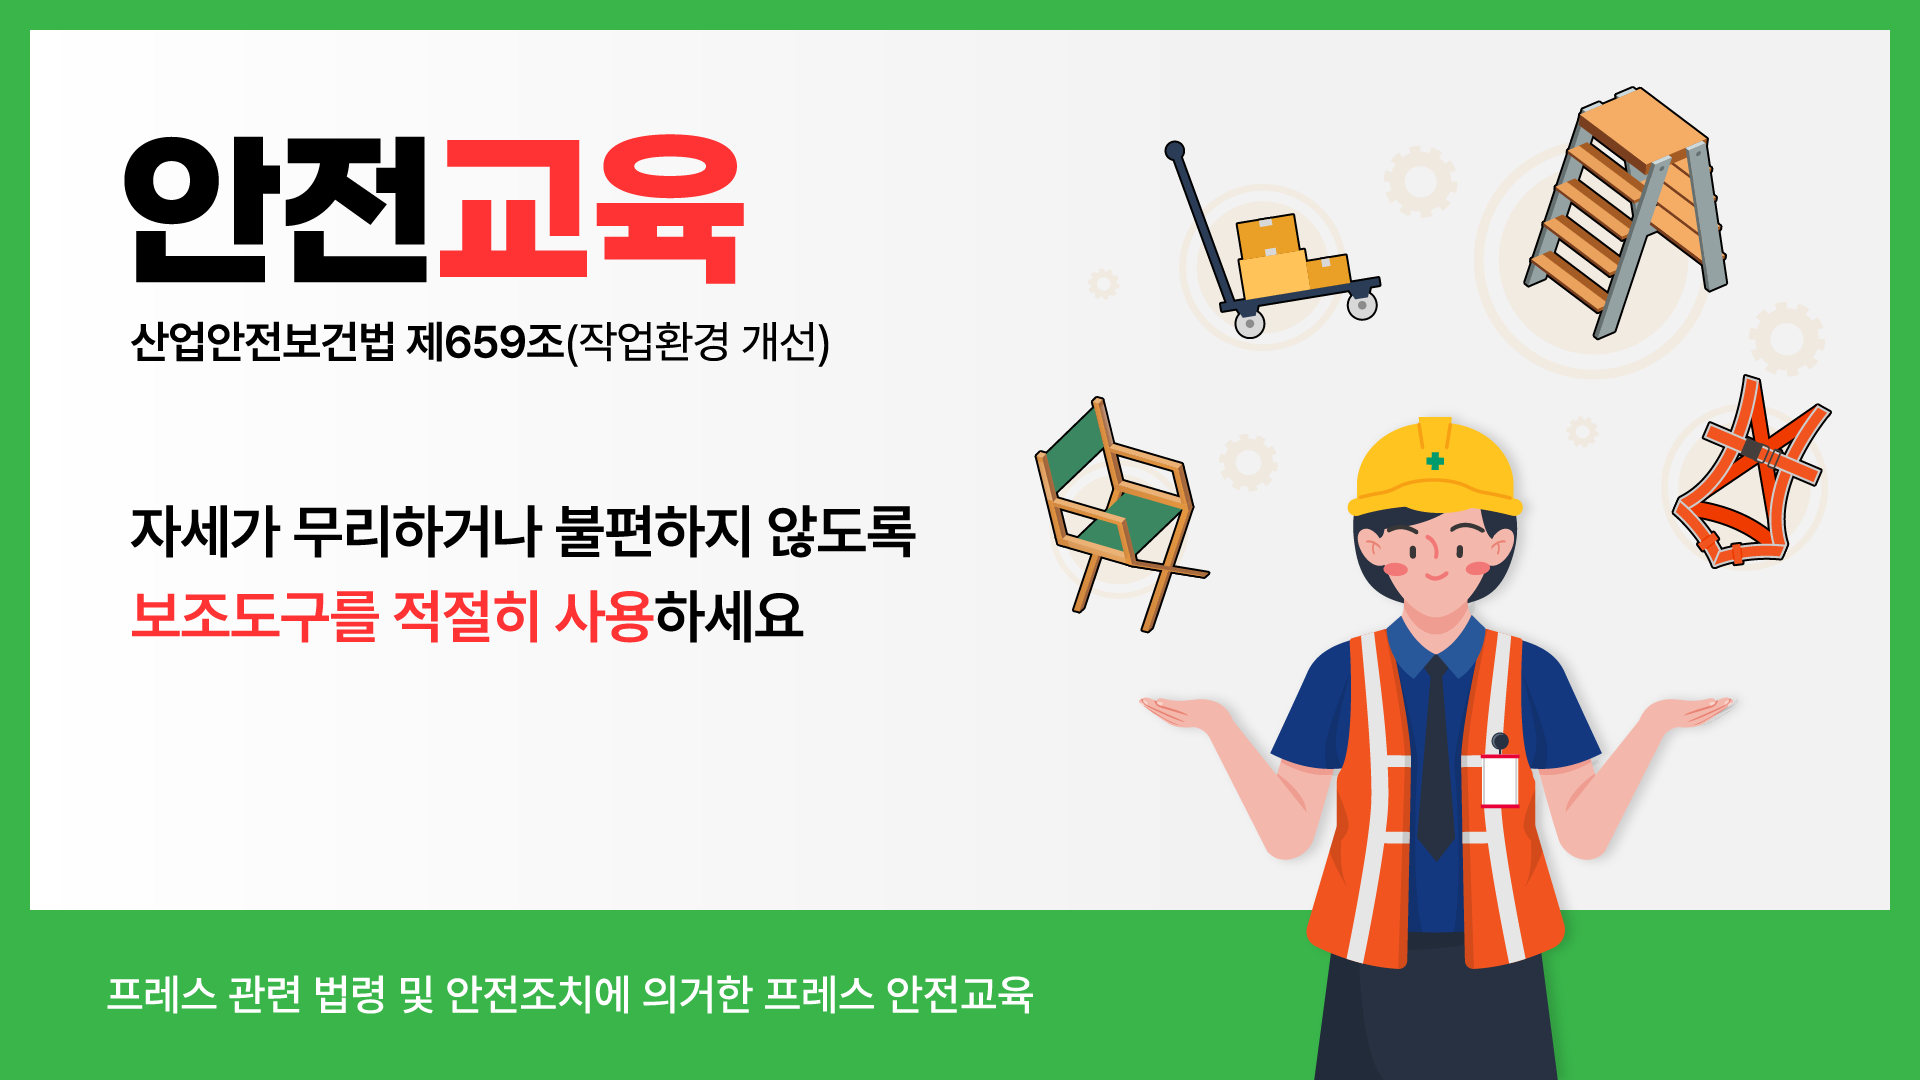 안전교육
산업안전보건법 제659조(작업환경 개선)
자세가 무리하거나 불편하지 않도록
보조도구를 적절히 사용하세요
프레스 관련 법령 및 안전조치에 의거한 프레스 안전교육